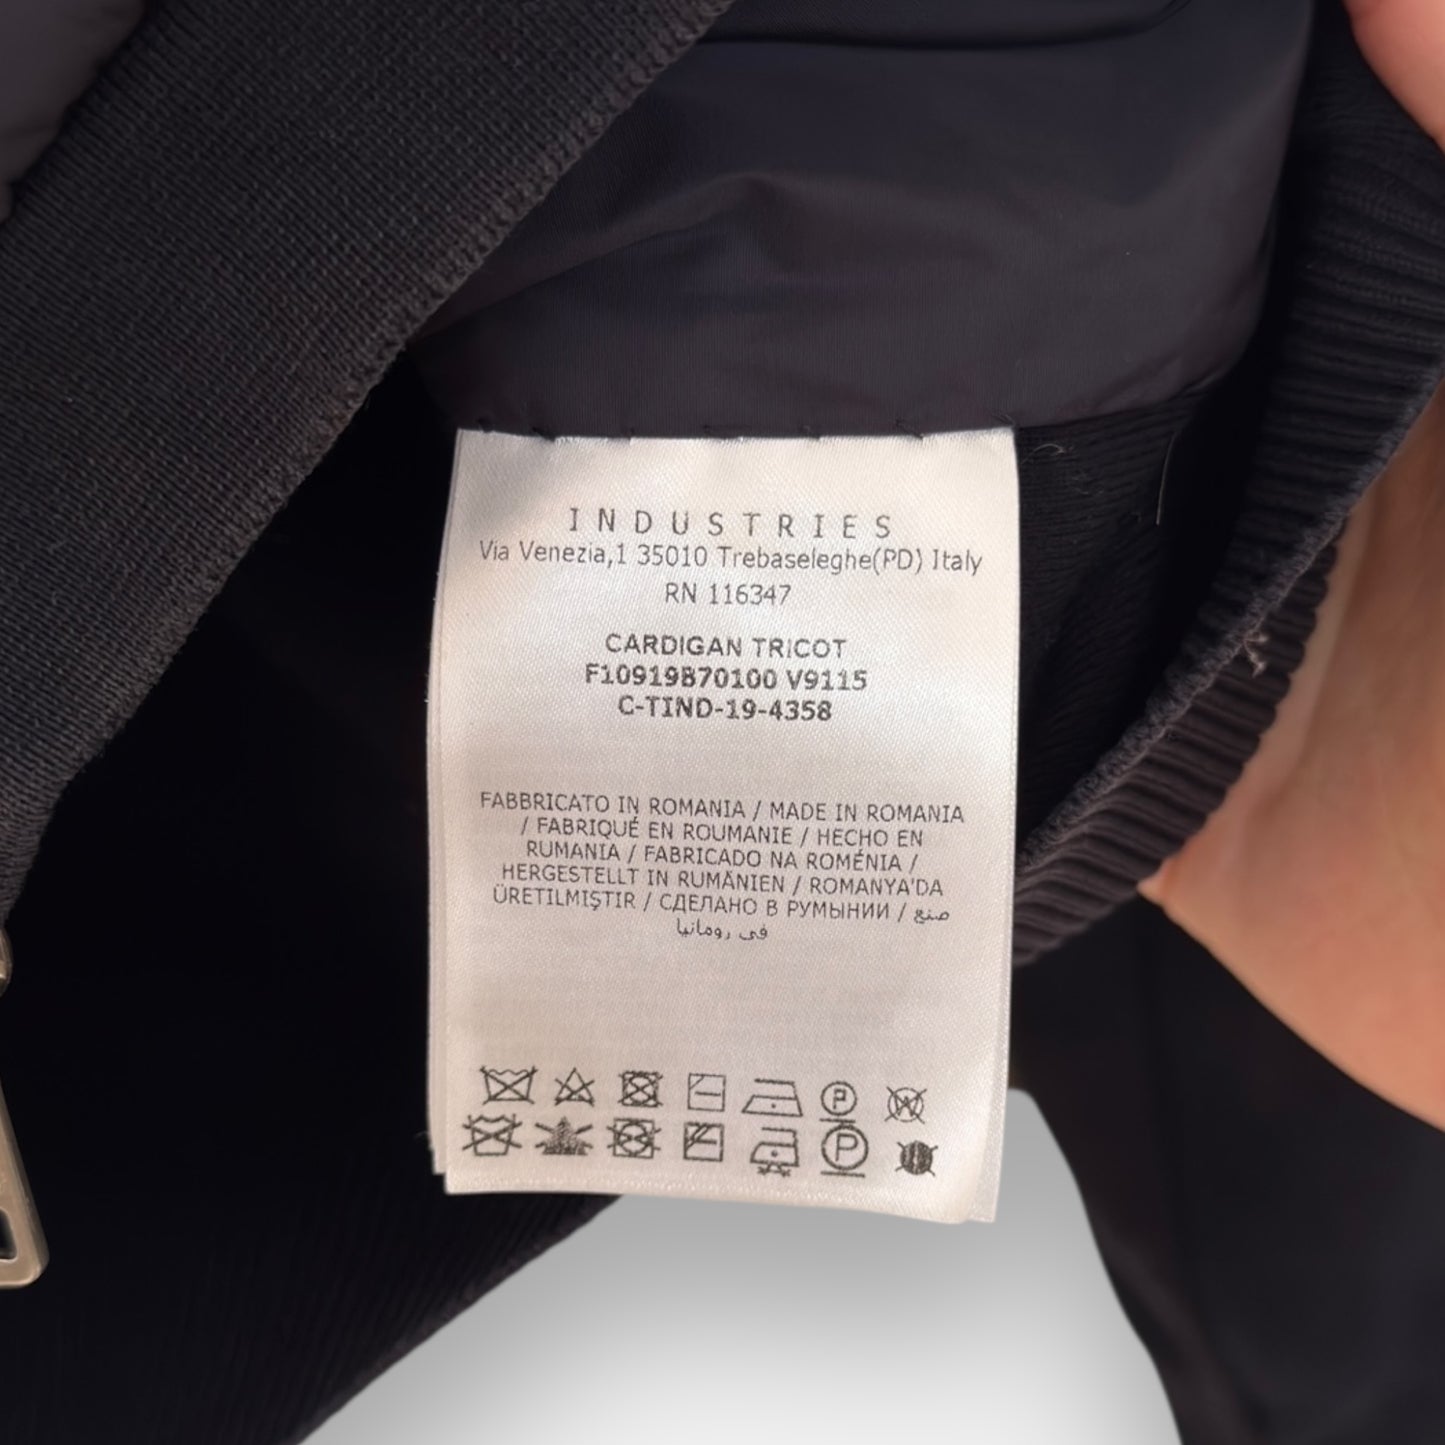 INDUSTRIES
Via Venezia,1 35010 Trebaseleghe(PD) Italy
RN 116347
CARDIGAN TRICOT
F10919B70100 V9115
C-TIND-19-4358
FABBRICATO IN ROMANIA / MADE IN ROMANIA
/ FABRIQUÉ EN ROUMANIE / HECHO EN
RUMANIA / FABRICADO NA ROMÉNIA /
HERGESTELLT IN RUMÄNIEN / ROMANYA'DA
ÜRETILMIŞTIR / СДЕЛАНО В РУМЫНИИ / صنع
في رومانيا
P W
P